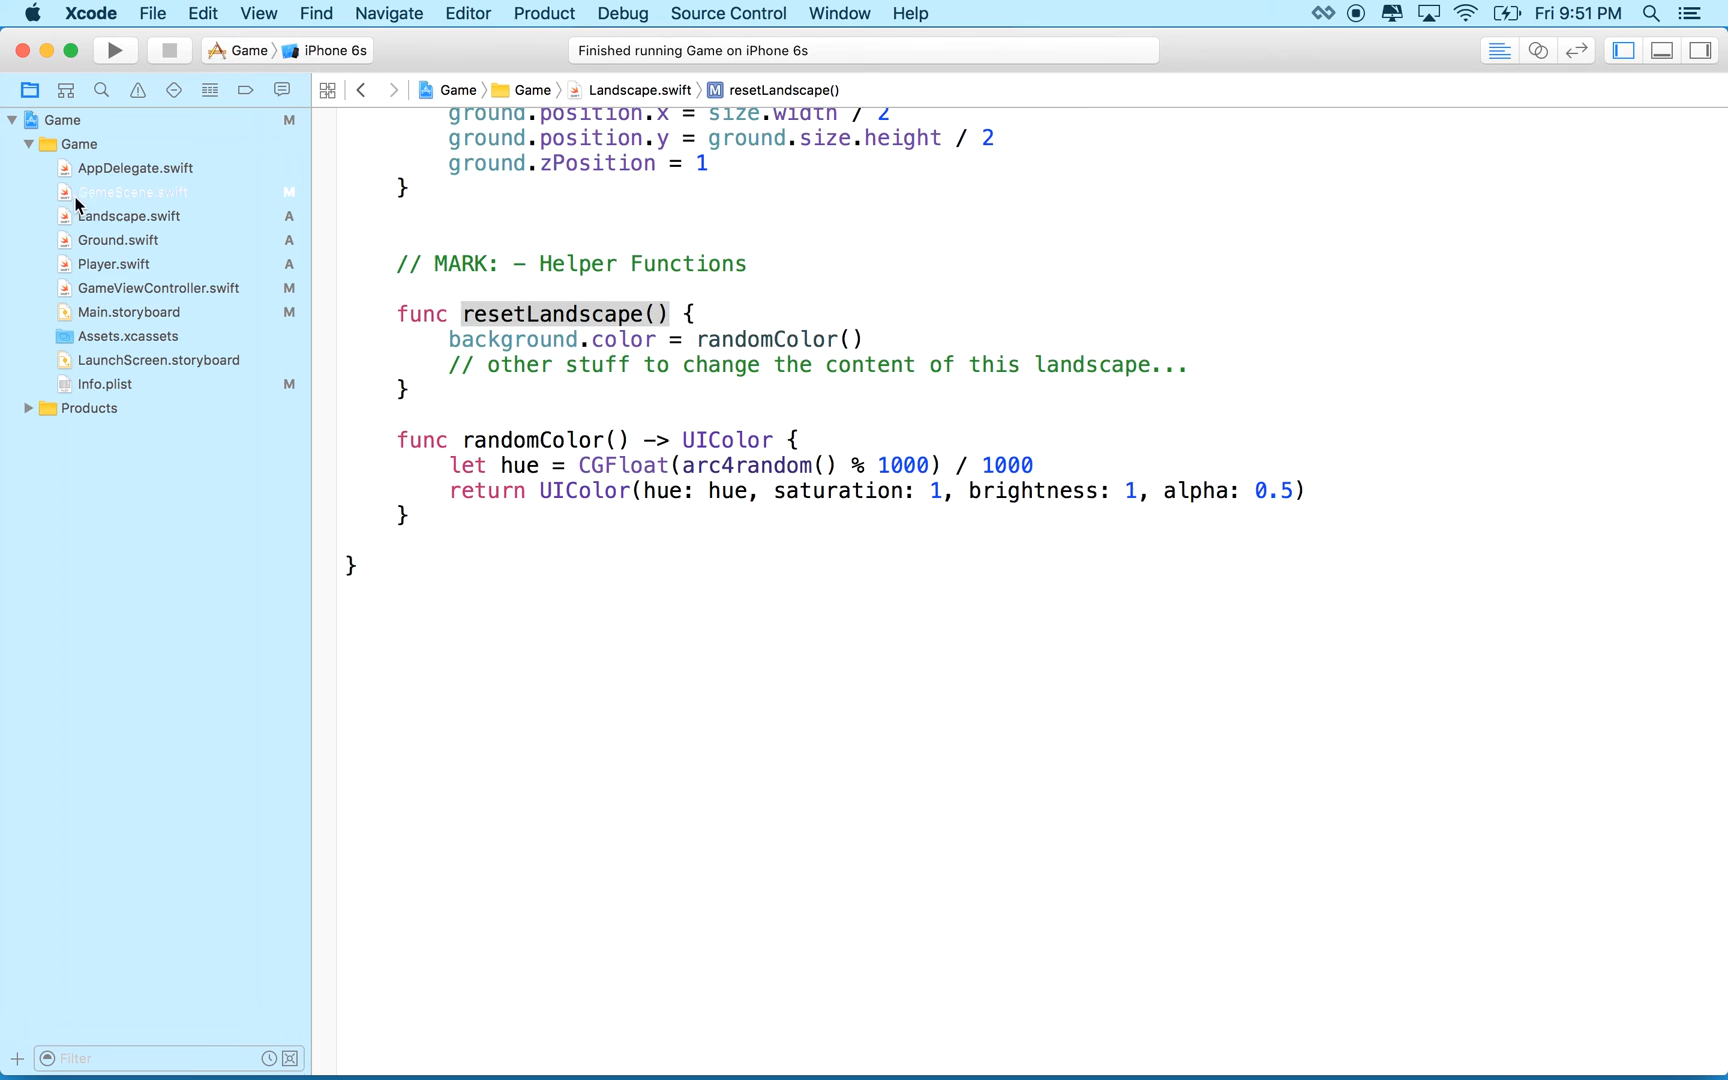 Xcode File Edit View Find Navigate Editor Product Debug Source Control Window Help Fri 9:51 PM
Game iPhone 6s Finished running Game on iPhone 6s
Game Game Landscape.swift M resetLandscape()
Game M
Game
AppDelegate.swift
GameScene.swift M
Landscape.swift A
Ground.swift A
Player.swift A
GameViewController.swift M
Main.storyboard M
Assets.xcassets
LaunchScreen.storyboard
Info.plist M
Products
Filter
ground.position.x = size.width / 2
ground.position.y = ground.size.height / 2
ground.zPosition = 1
}
// MARK: - Helper Functions
func resetLandscape() {
background.color = randomColor()
// other stuff to change the content of this landscape...
}
func randomColor() -> UIColor {
let hue = CGFloat(arc4random() % 1000) / 1000
return UIColor(hue: hue, saturation: 1, brightness: 1, alpha: 0.5)
}
}